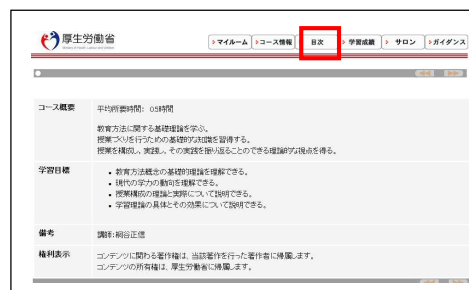 厚生労働省
マイルーム コース情報 目次 学習成績 サロン ガイダンス
コース概要
平均所要時間: 0.5時間
教育方法に関する基礎理論を学ぶ。
授業づくりを行うための基礎的な知識を習得する。
授業を構成し、実践し、その実践を振り返ることのできる理論的な視点を得る。
学習目標
• 教育方法概念の基礎的理論を理解できる。
• 現代の学力の動向を理解できる。
• 授業構成の理論と実際について説明できる。
• 学習理論の具体とその効果について説明できる。
備考
講師:桐谷正信
権利表示
コンテンツに関わる著作権は、当該著作を行った著作者に帰属します。
コンテンツの所有権は、厚生労働省に帰属します。